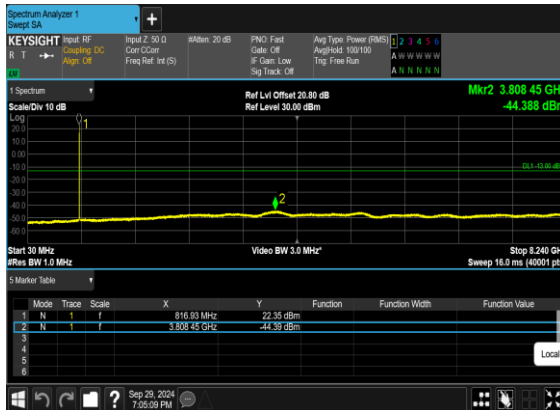 Spectrum Analyzer 1
Swept SA
KEYSIGHT
R T
Input: RF
Coupling: DC
Align: Off
Input Z: 50 Ω
Corr CCorr
Freq Ref: Int (S)
#Atten: 20 dB
PNO: Fast
Gate: Off
IF Gain: Low
Sig Track: Off
Avg Type: Power (RMS)
Avg|Hold: 100/100
Trig: Free Run
1 2 3 4 5 6
A W W W W W
A N N N N N
1 Spectrum
Scale/Div 10 dB
Ref Lvl Offset 20.80 dB
Ref Level 30.00 dBm
Mkr2 3.808 45 GH
-44.388 dBm
Log
20.0
10.0
0.00
-10.0
-20.0
-30.0
-40.0
-50.0
-60.0
1
2
DL1 -13.00 dB
Start 30 MHz
#Res BW 1.0 MHz
Video BW 3.0 MHz*
Stop 8.240 GH
Sweep 16.0 ms (40001 pt
5 Marker Table
Mode Trace Scale X Y Function Function Width Function Value
1 N 1 f 816.93 MHz 22.35 dBm
2 N 1 f 3.808 45 GHz -44.39 dBm
3
4
5
6
Local
?
Sep 29, 2024
7:05:09 PM